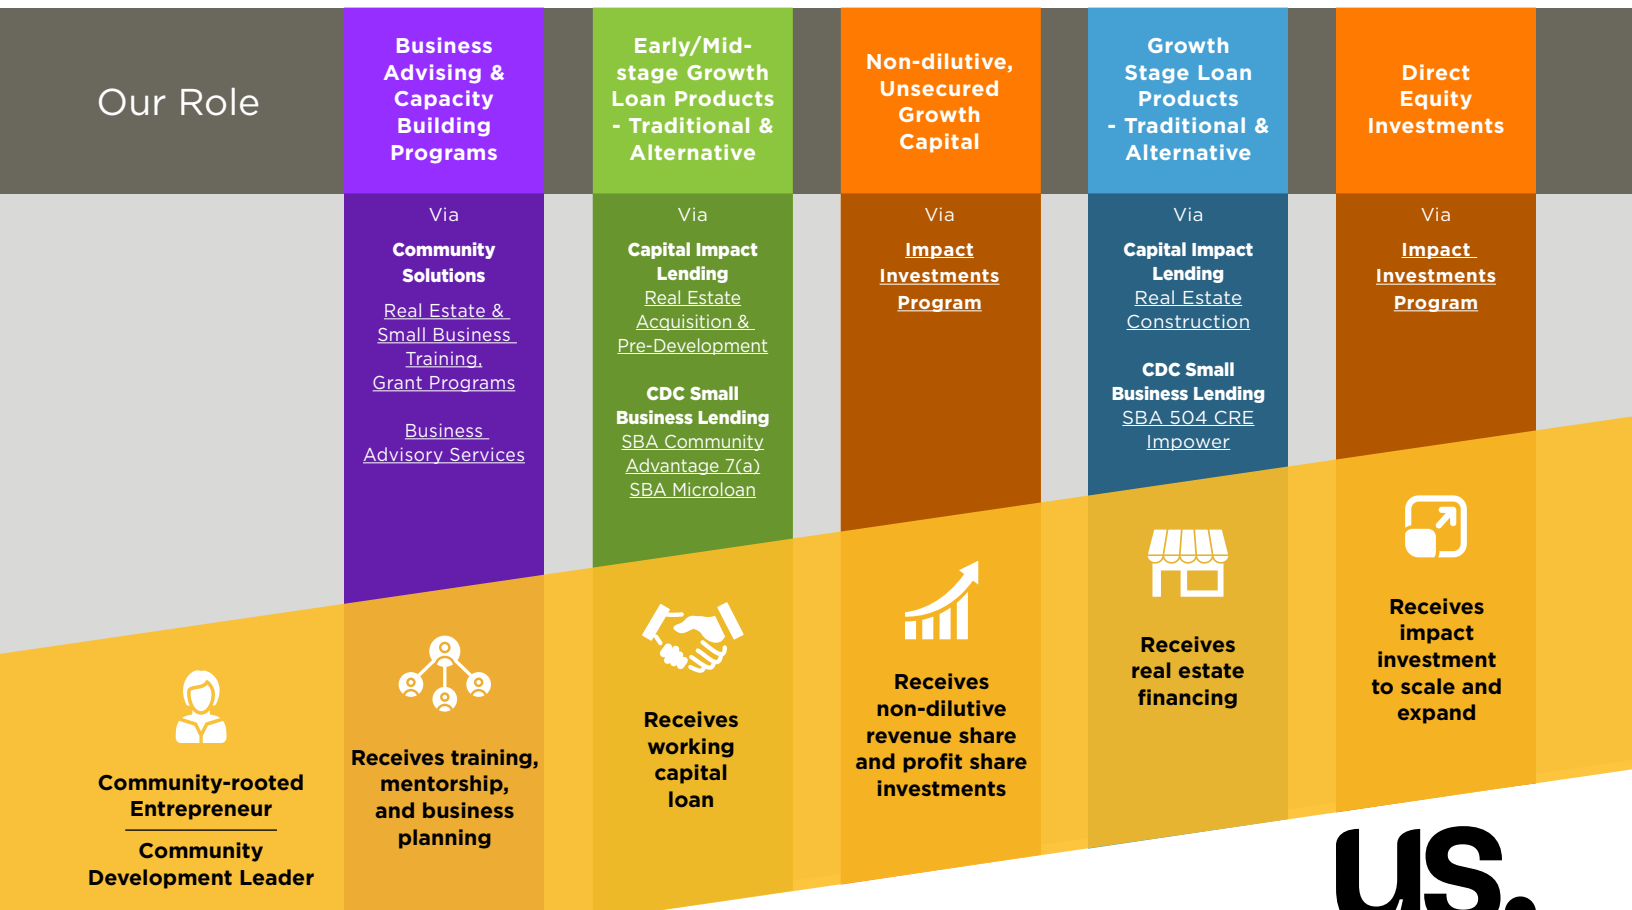 Our Role
Business
Advising &
Capacity
Building
Programs
Via
Community
Solutions
Real Estate &
Small Business
Training,
Grant Programs
Business
Advisory Services
Early/Mid-
stage Growth
Loan Products
- Traditional &
Alternative
Via
Capital Impact
Lending
Real Estate
Acquisition &
Pre-Development
CDC Small
Business Lending
SBA Community
Advantage 7(a)
SBA Microloan
Non-dilutive,
Unsecured
Growth
Capital
Via
Impact
Investments
Program
Growth
Stage Loan
Products
- Traditional &
Alternative
Via
Capital Impact
Lending
Real Estate
Construction
CDC Small
Business Lending
SBA 504 CRE
Impower
Direct
Equity
Investments
Via
Impact
Investments
Program
Community-rooted
Entrepreneur
Community
Development Leader
Receives training,
mentorship,
and business
planning
Receives
working
capital
loan
Receives
non-dilutive
revenue share
and profit share
investments
Receives
real estate
financing
Receives
impact
investment
to scale and
expand
us.